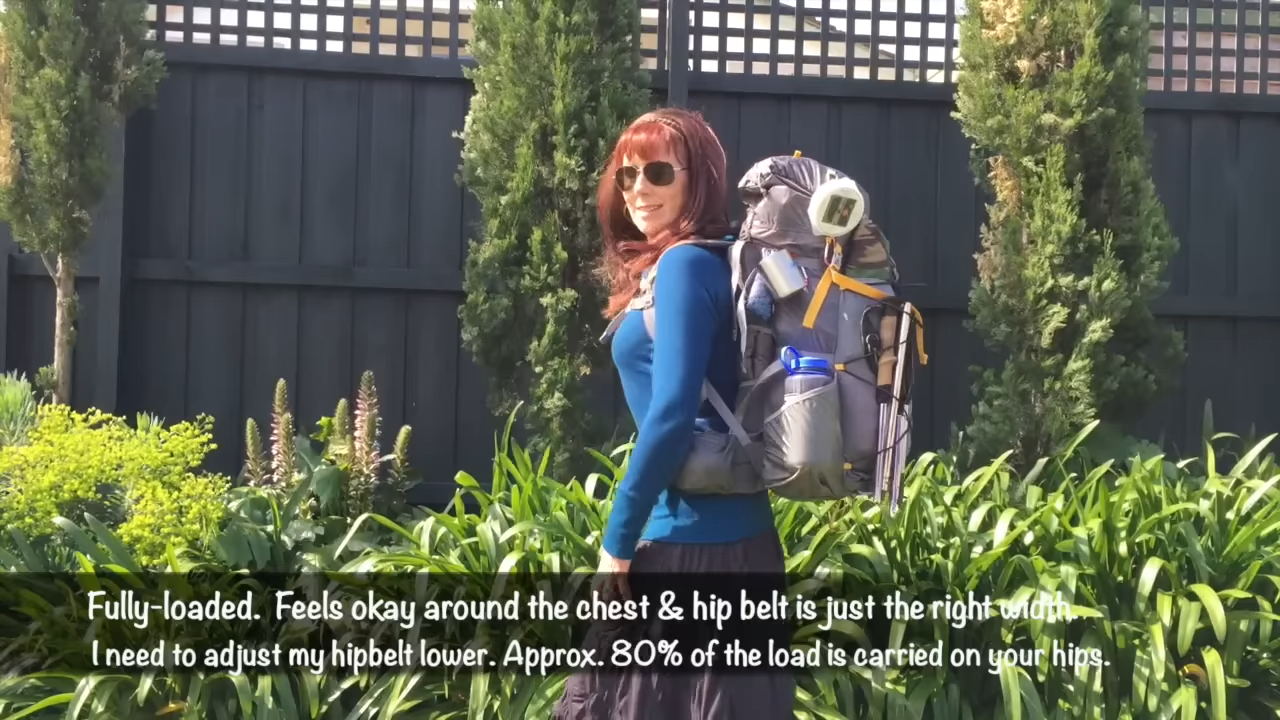 Fully-loaded. Feels okay around the chest & hip belt is just the right width.
I need to adjust my hipbelt lower. Approx. 80% of the load is carried on your hips.